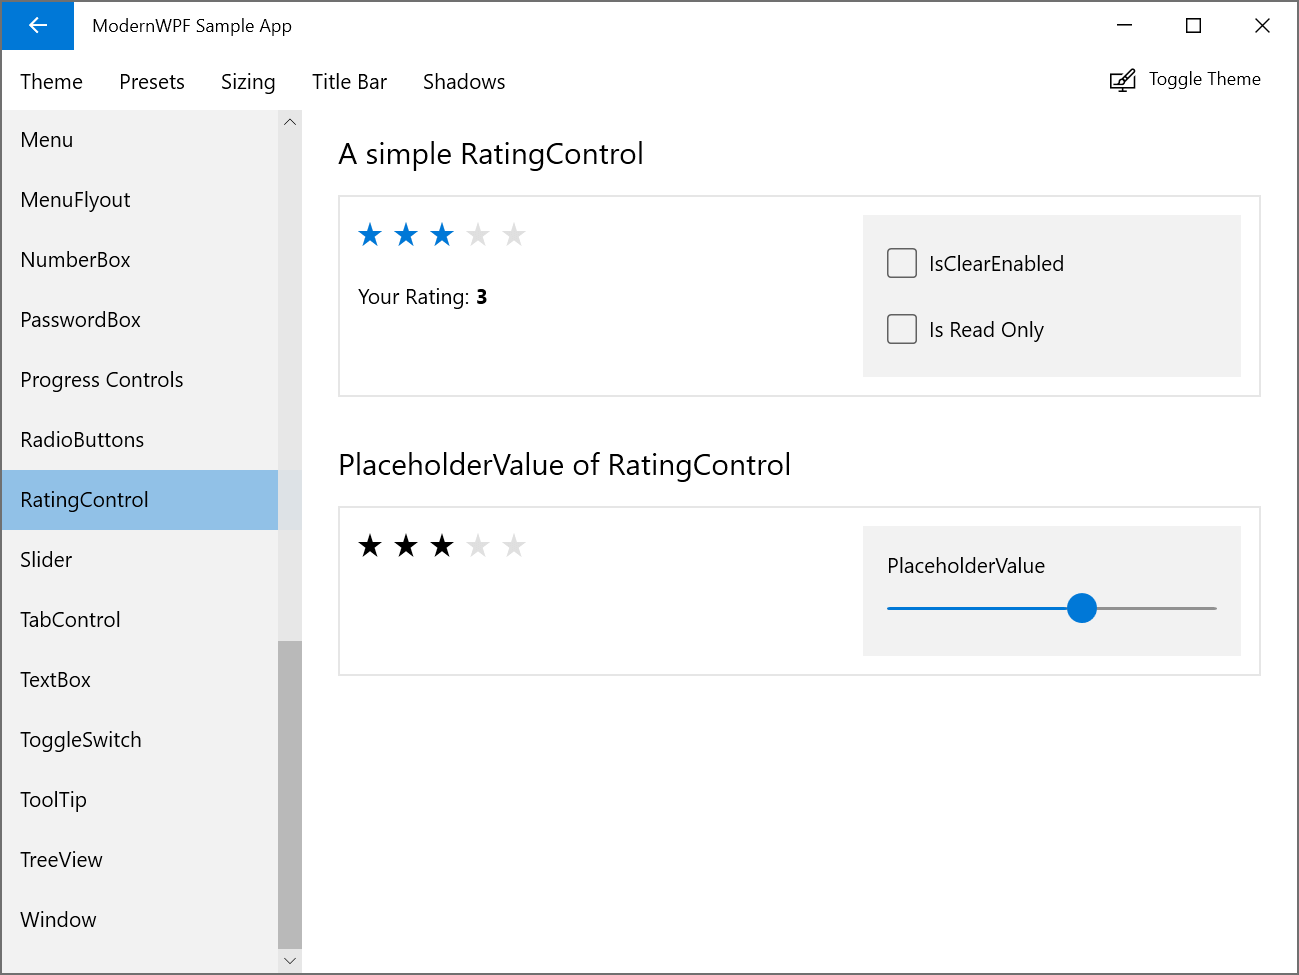 ModernWPF Sample App
Theme Presets Sizing Title Bar Shadows Toggle Theme
Menu
MenuFlyout
NumberBox
PasswordBox
Progress Controls
RadioButtons
RatingControl
Slider
TabControl
TextBox
ToggleSwitch
ToolTip
TreeView
Window
A simple RatingControl
Your Rating: 3
IsClearEnabled
Is Read Only
PlaceholderValue of RatingControl
PlaceholderValue